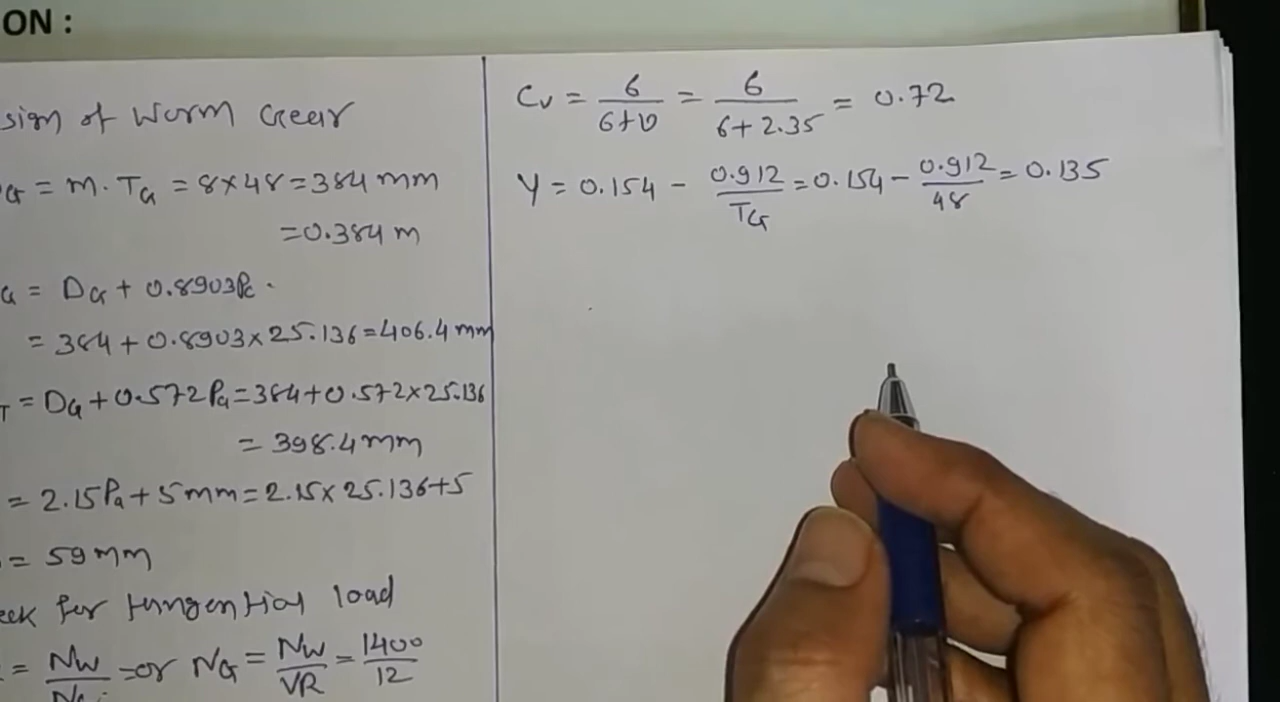 ON :
sign of Worm Gear
G = m. TG = 8×48 = 384 mm
= 0.384 m
G = DG + 0.8903Pc.
= 384 + 0.8903×25.136 = 406.4 mm
T = DG + 0.572Pa = 384 + 0.572×25.136
= 398.4 mm
= 2.15Pa + 5mm = 2.15×25.136+5
= 59 mm
eck for tangential load
= NW/NG = or NG = NW/VR = 1400/12
Cv = 6/6+v = 6/6+2.35 = 0.72
Y = 0.154 - 0.912/TG = 0.154 - 0.912/48 = 0.135